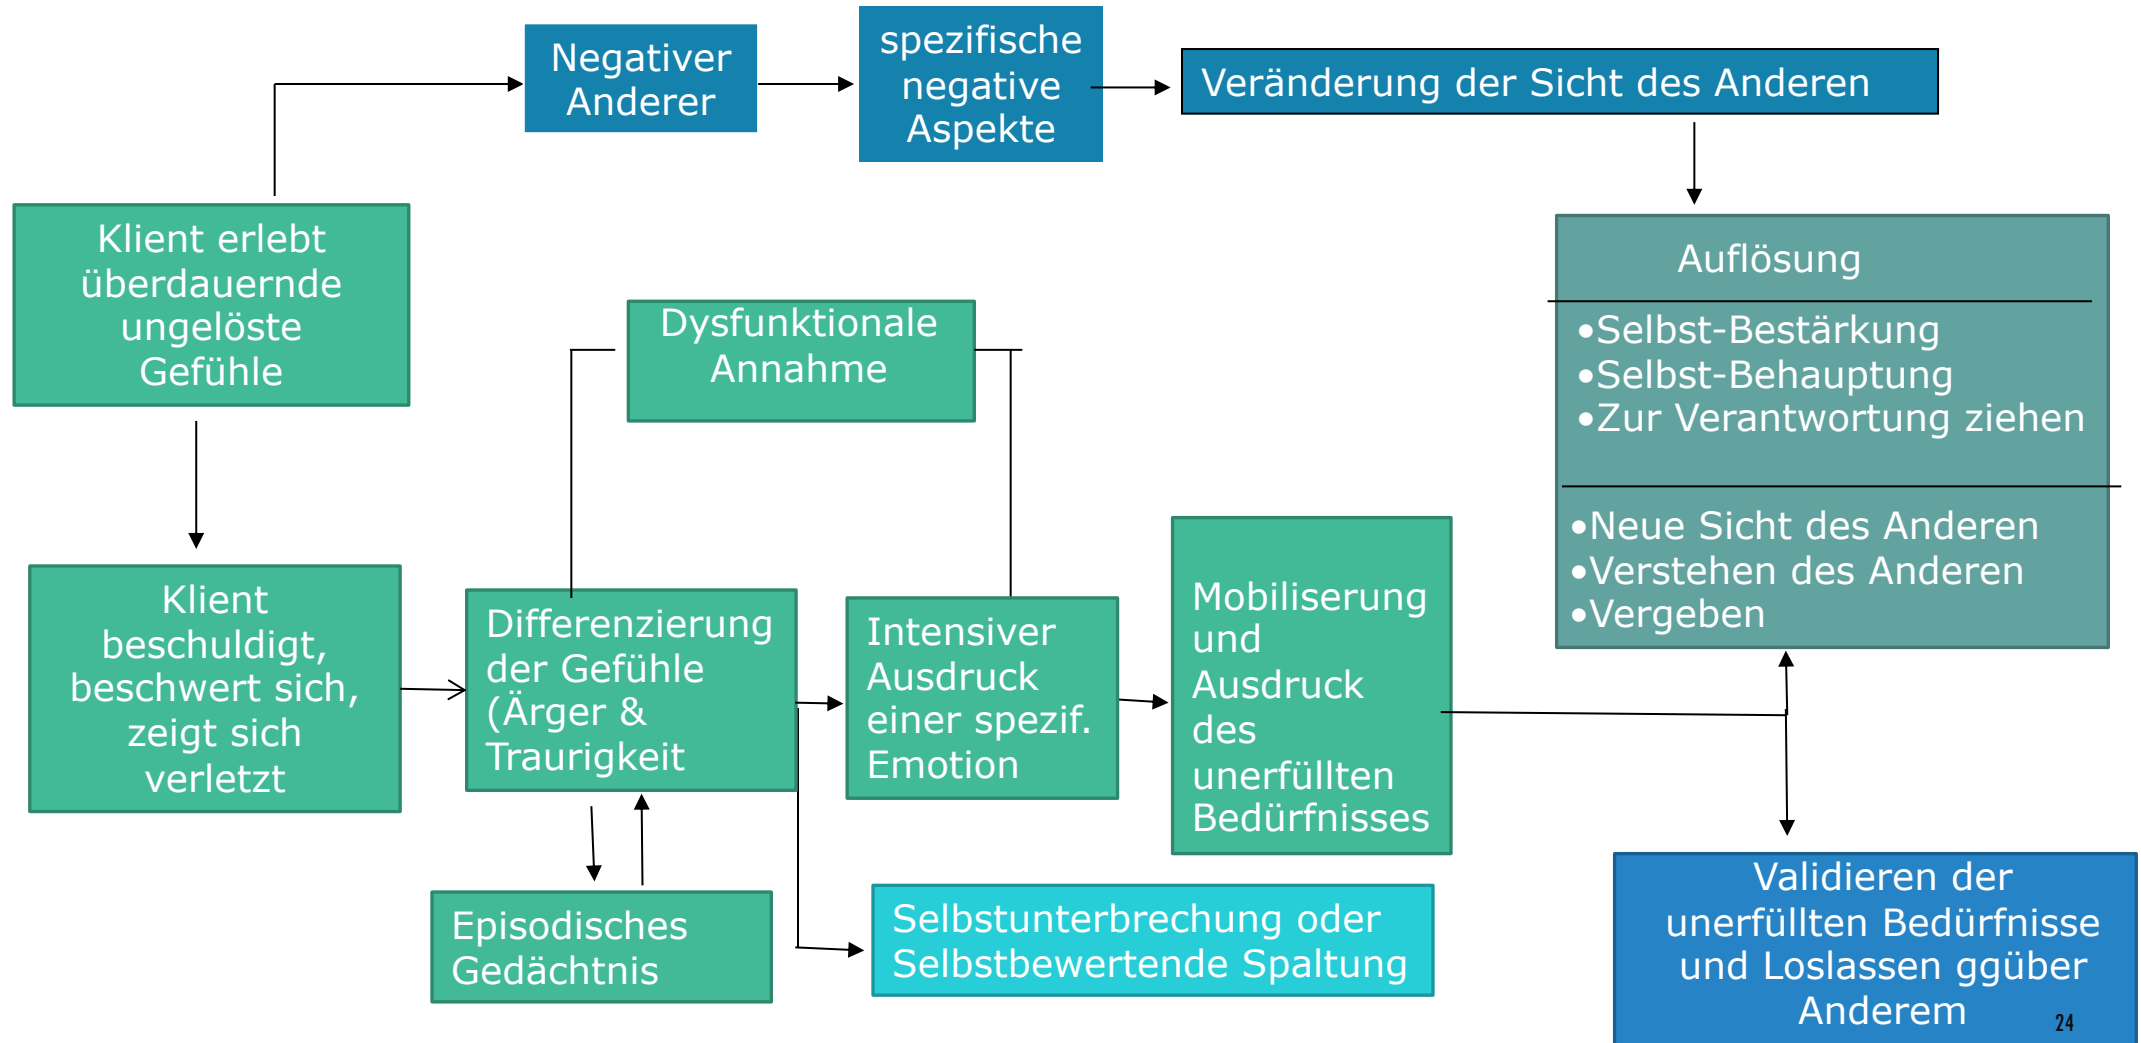 Negativer
Anderer
spezifische
negative
Aspekte
Veränderung der Sicht des Anderen
Klient erlebt
überdauernde
ungelöste
Gefühle
Dysfunktionale
Annahme
Auflösung
•Selbst-Bestärkung
•Selbst-Behauptung
•Zur Verantwortung ziehen
•Neue Sicht des Anderen
•Verstehen des Anderen
•Vergeben
Klient
beschuldigt,
beschwert sich,
zeigt sich
verletzt
Differenzierung
der Gefühle
(Ärger &
Traurigkeit
Intensiver
Ausdruck
einer spezif.
Emotion
Mobiliserung
und
Ausdruck
des
unerfüllten
Bedürfnisses
Episodisches
Gedächtnis
Selbstunterbrechung oder
Selbstbewertende Spaltung
Validieren der
unerfüllten Bedürfnisse
und Loslassen ggüber
Anderem
24